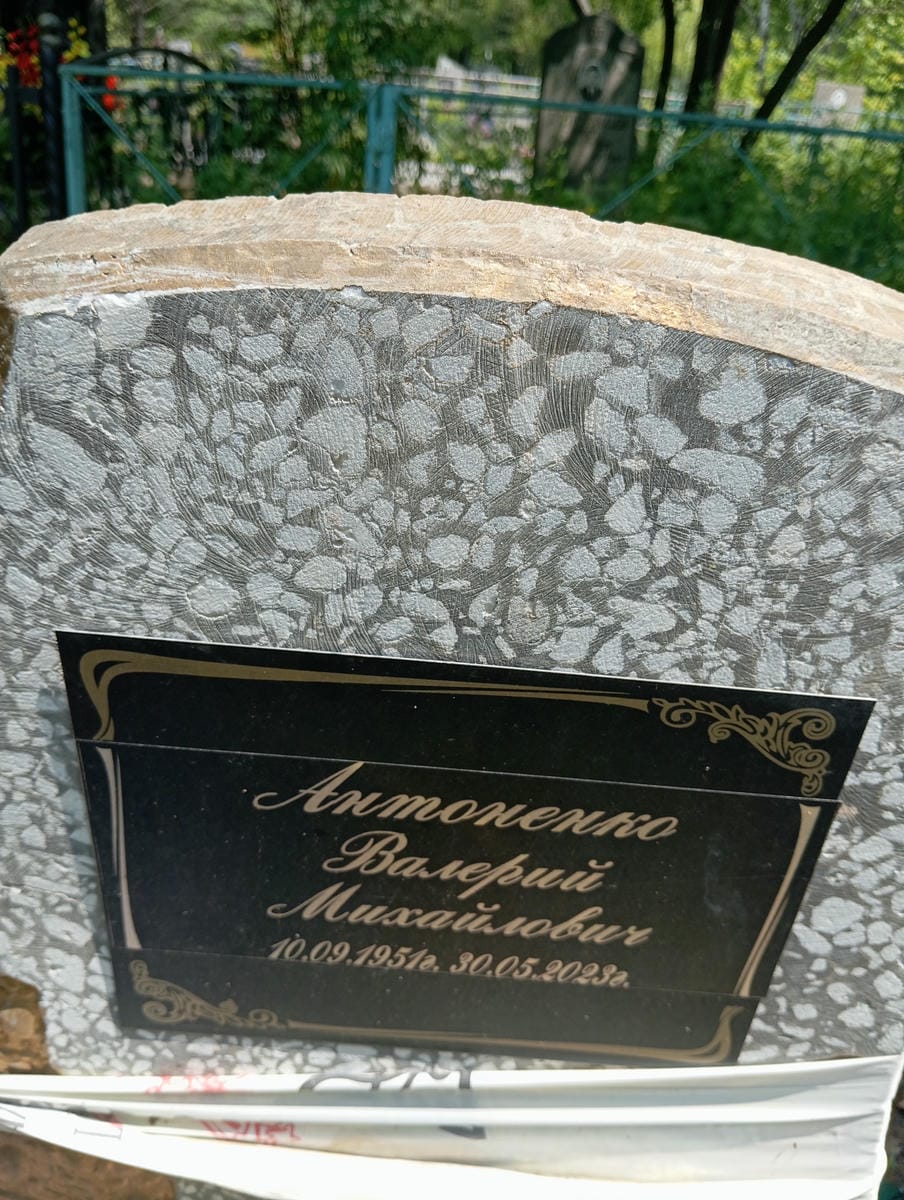 Антоненко
Валерий
Михайлович
10.09.1951г. 30.05.2023г.